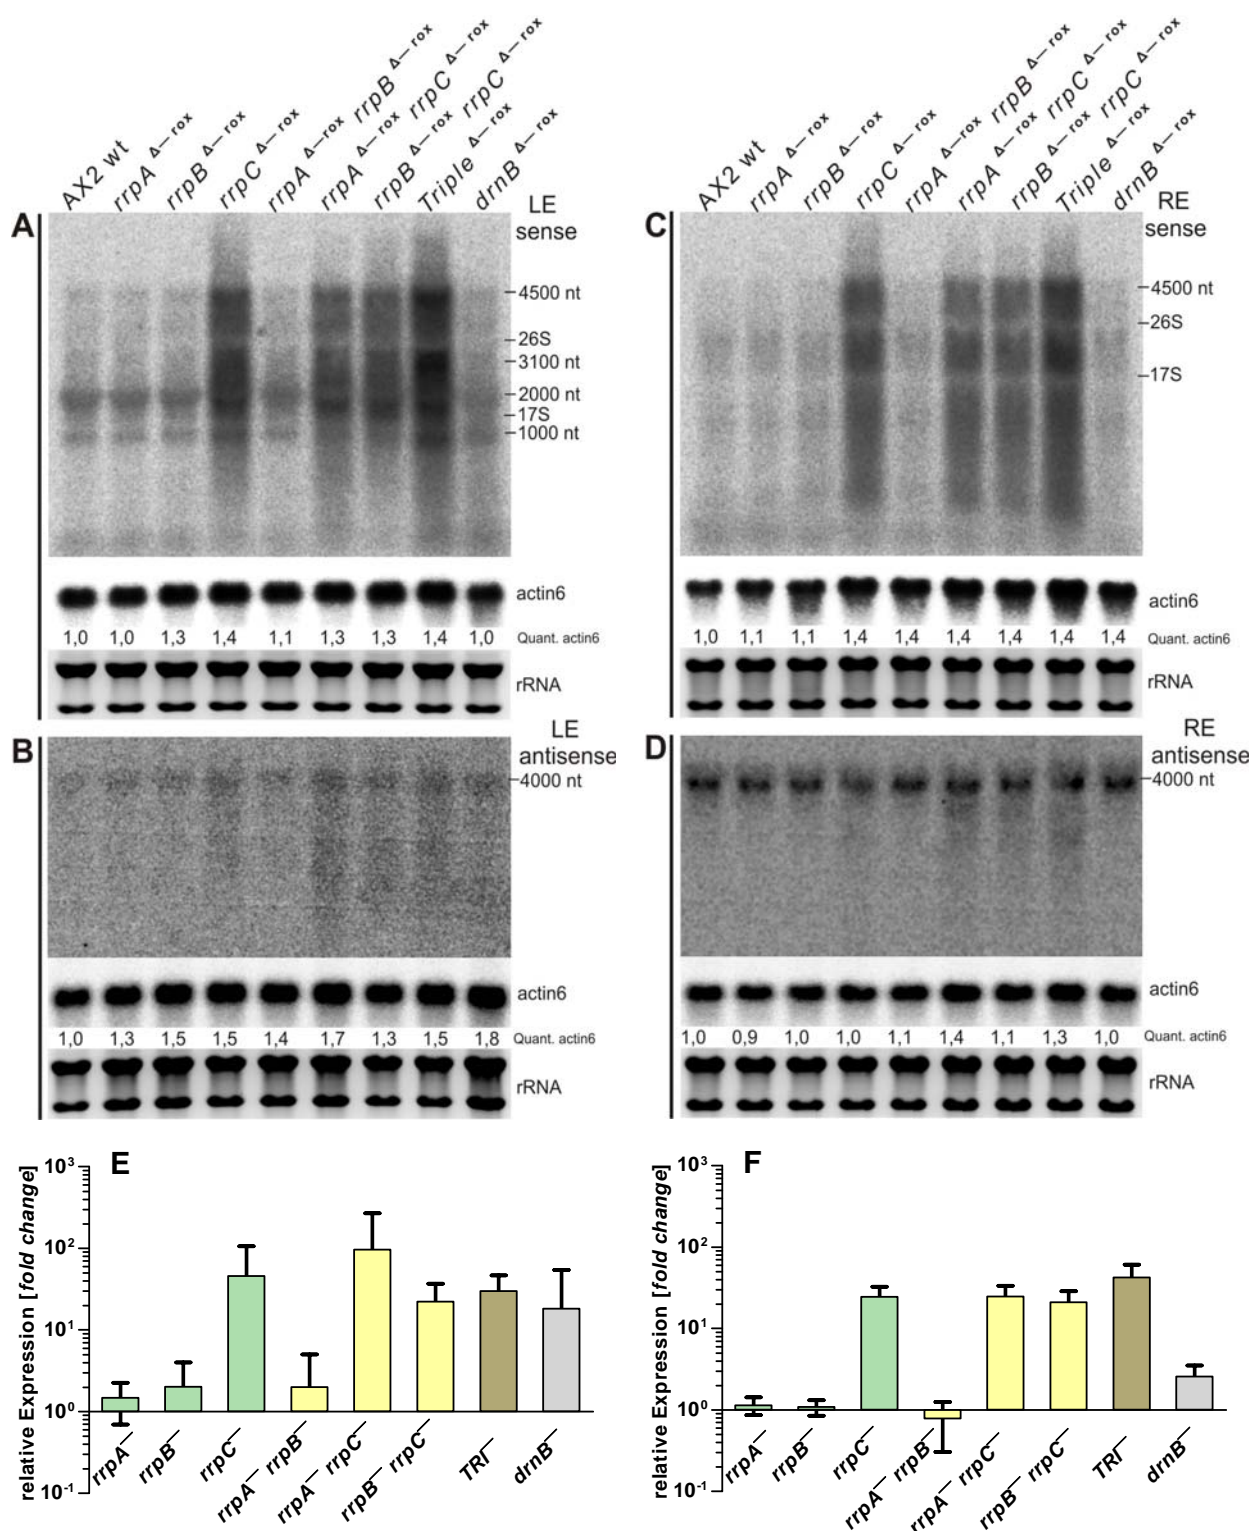 AX2 wt
rrpA Δ—rox
rrpB Δ—rox
rrpC Δ—rox
rrpA Δ—rox rrpB Δ—rox
rrpA Δ—rox rrpC Δ—rox
rrpB Δ—rox rrpC Δ—rox
Triple Δ—rox
drnB Δ—rox
A
LE
sense
4500 nt
26S
3100 nt
2000 nt
17S
1000 nt
actin6
1,0 1,0 1,3 1,4 1,1 1,3 1,3 1,4 1,0 Quant. actin6
rRNA
B
LE
antisense
4000 nt
actin6
1,0 1,3 1,5 1,5 1,4 1,7 1,3 1,5 1,8 Quant. actin6
rRNA
AX2 wt
rrpA Δ—rox
rrpB Δ—rox
rrpC Δ—rox
rrpA Δ—rox rrpB Δ—rox
rrpA Δ—rox rrpC Δ—rox
rrpB Δ—rox rrpC Δ—rox
Triple Δ—rox
drnB Δ—rox
C
RE
sense
4500 nt
26S
17S
actin6
1,0 1,1 1,1 1,4 1,4 1,4 1,4 1,4 1,4 Quant. actin6
rRNA
D
RE
antisense
4000 nt
actin6
1,0 0,9 1,0 1,0 1,1 1,4 1,1 1,3 1,0 Quant. actin6
rRNA
E
relative Expression [fold change]
10³
10²
10¹
10⁰
10⁻¹
rrpA⁻
rrpB⁻
rrpC⁻
rrpA⁻ rrpB⁻
rrpA⁻ rrpC⁻
rrpB⁻ rrpC⁻
TRI⁻
drnB⁻
F
relative Expression [fold change]
10³
10²
10¹
10⁰
10⁻¹
rrpA⁻
rrpB⁻
rrpC⁻
rrpA⁻ rrpB⁻
rrpA⁻ rrpC⁻
rrpB⁻ rrpC⁻
TRI⁻
drnB⁻